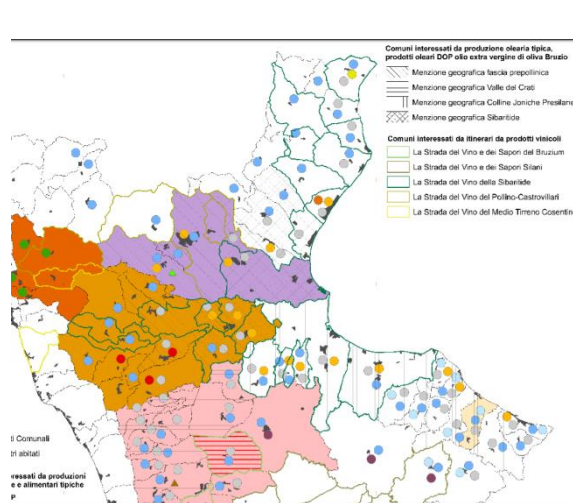 Comuni interessati da produzione olearia tipica,
prodotti oleari DOP olio extra vergine di oliva Bruzio
Menzione geografica fascia prepollinica
Menzione geografica Valle del Crati
Menzione geografica Colline Joniche Presilane
Menzione geografica Sibaritide
Comuni interessati da itinerari da prodotti vinicoli
La Strada del Vino e dei Sapori del Bruzium
La Strada del Vino e Sapori Silani
La Strada del Vino della Sibaritide
La Strada del Vino del Pollino-Castrovillari
La Strada del Vino del Medio Tirreno Cosentino
ti Comunali
tri abitati
ressati da produzioni
e e alimentari tipiche
P